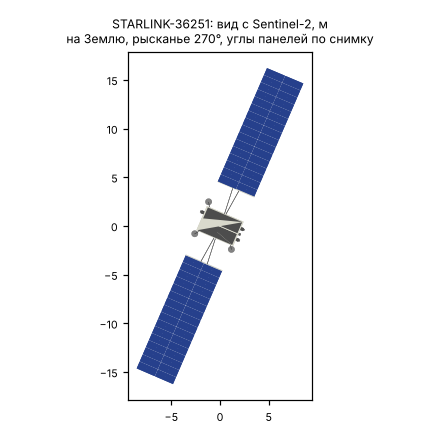 STARLINK-36251: вид с Sentinel-2, м
на Землю, рысканье 270°, углы панелей по снимку
15
10
5
0
−5
−10
−15
−5 0 5